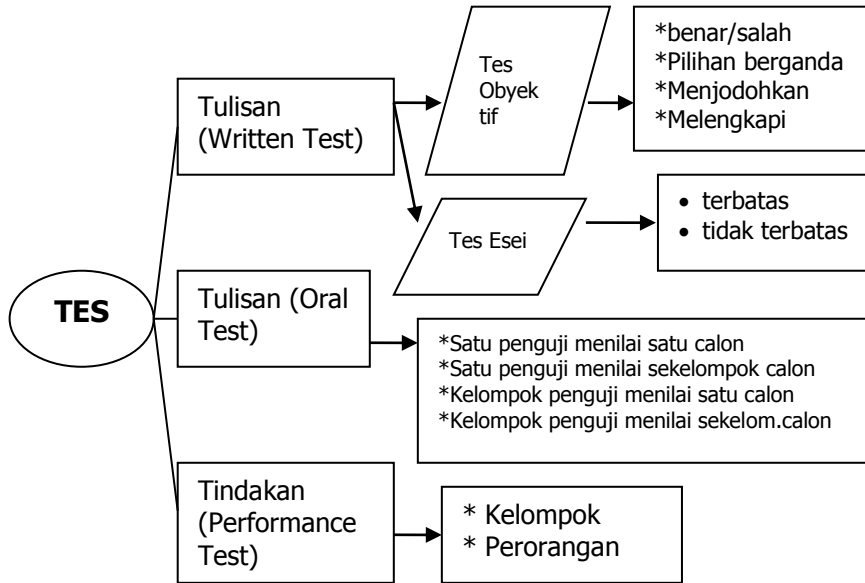 TES
Tulisan
(Written Test)
Tes
Obyek
tif
*benar/salah
*Pilihan berganda
*Menjodohkan
*Melengkapi
Tes Esei
• terbatas
• tidak terbatas
Tulisan (Oral
Test)
*Satu penguji menilai satu calon
*Satu penguji menilai sekelompok calon
*Kelompok penguji menilai satu calon
*Kelompok penguji menilai sekelom.calon
Tindakan
(Performance
Test)
* Kelompok
* Perorangan